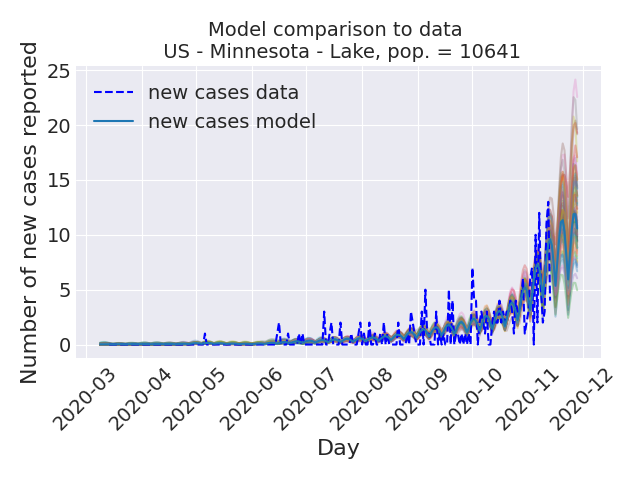 Model comparison to data
US - Minnesota - Lake, pop. = 10641
Number of new cases reported
25
20
15
10
5
0
new cases data
new cases model
2020-03
2020-04
2020-05
2020-06
2020-07
2020-08
2020-09
2020-10
2020-11
2020-12
Day